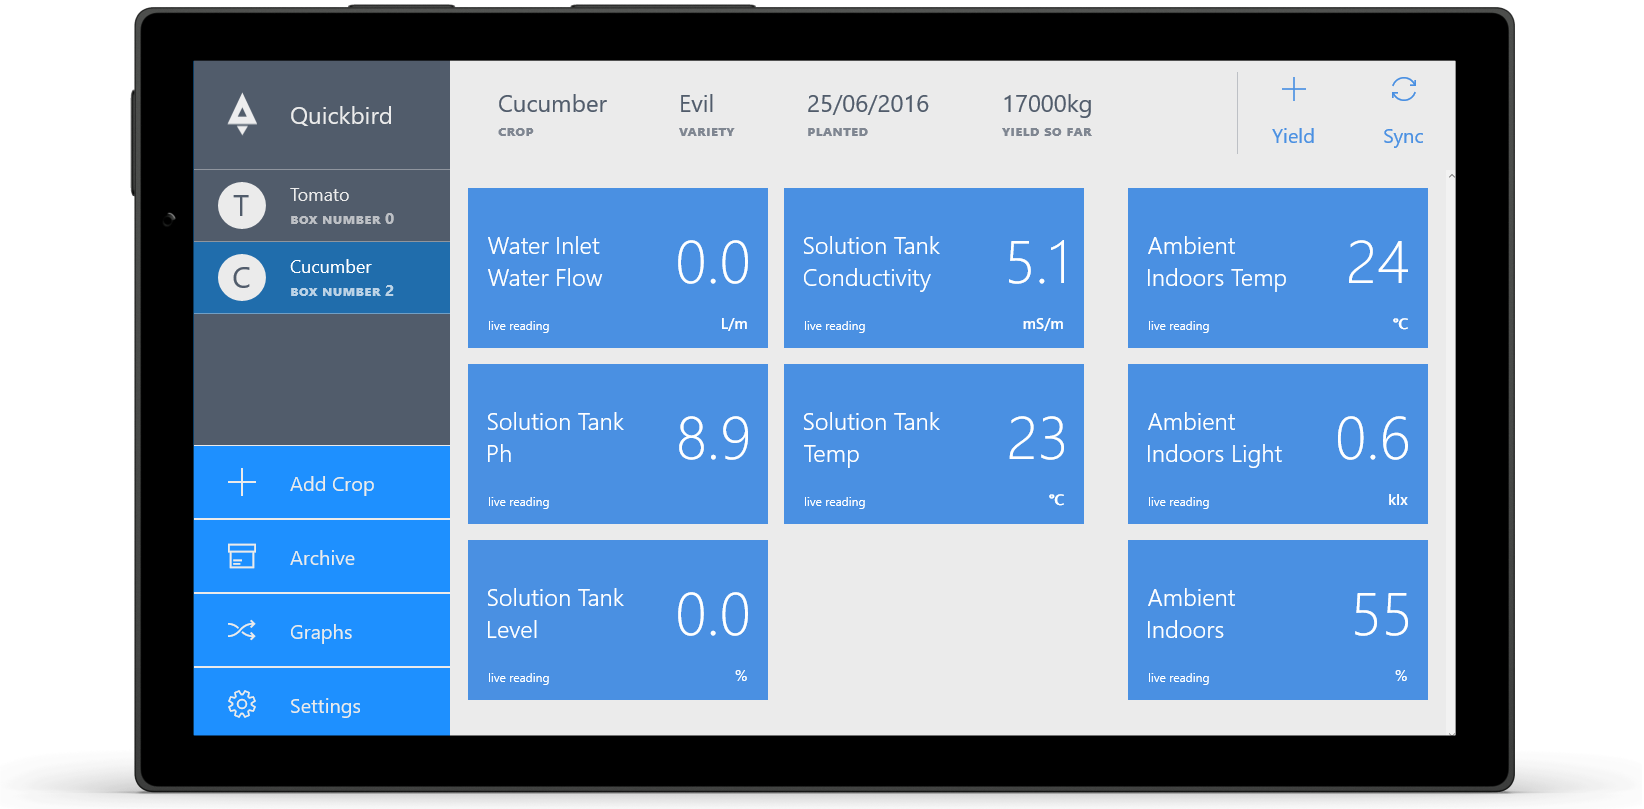 Quickbird
Tomato
BOX NUMBER 0
Cucumber
BOX NUMBER 2
Add Crop
Archive
Graphs
Settings
Cucumber
CROP
Evil
VARIETY
25/06/2016
PLANTED
17000kg
YIELD SO FAR
Yield
Sync
Water Inlet
Water Flow
0.0
live reading
L/m
Solution Tank
Conductivity
5.1
live reading
mS/m
Ambient
Indoors Temp
24
live reading
°C
Solution Tank
Ph
8.9
live reading
Solution Tank
Temp
23
live reading
°C
Ambient
Indoors Light
0.6
live reading
klx
Solution Tank
Level
0.0
live reading
%
Ambient
Indoors
55
live reading
%
T
C